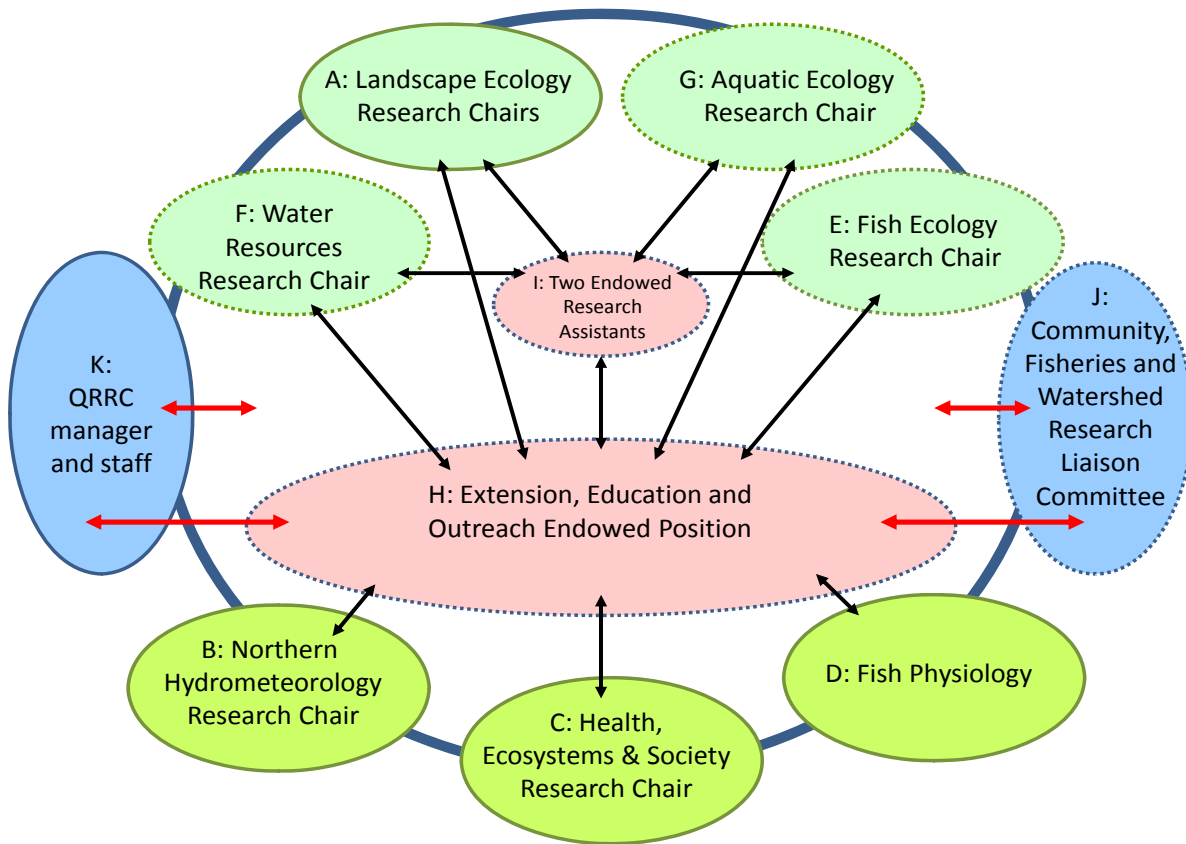 A: Landscape Ecology
Research Chairs
G: Aquatic Ecology
Research Chair
F: Water
Resources
Research Chair
E: Fish Ecology
Research Chair
I: Two Endowed
Research
Assistants
J:
Community,
Fisheries and
Watershed
Research
Liaison
Committee
K:
QRRC
manager
and staff
H: Extension, Education and
Outreach Endowed Position
B: Northern
Hydrometeorology
Research Chair
D: Fish Physiology
C: Health,
Ecosystems & Society
Research Chair